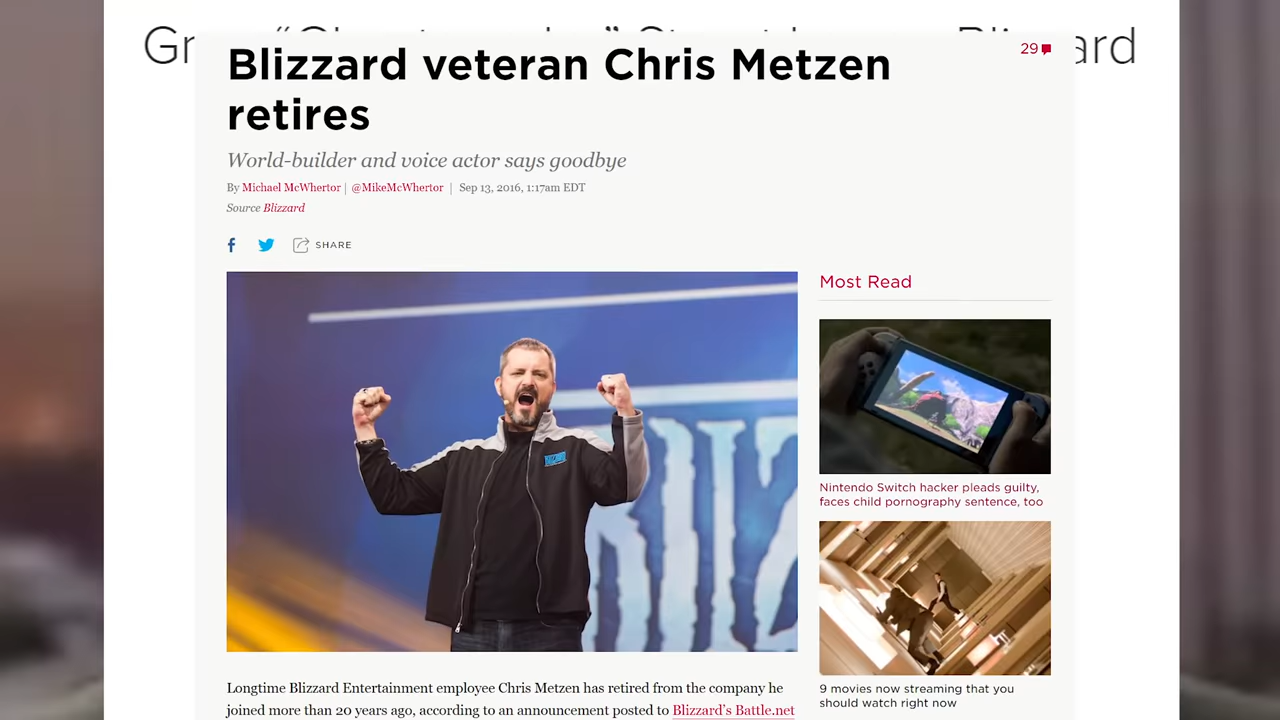 Blizzard veteran Chris Metzen
retires
29
World-builder and voice actor says goodbye
By Michael McWhertor | @MikeMcWhertor | Sep 13, 2016, 1:17am EDT
Source Blizzard
SHARE
Most Read
Nintendo Switch hacker pleads guilty,
faces child pornography sentence, too
9 movies now streaming that you
should watch right now
Longtime Blizzard Entertainment employee Chris Metzen has retired from the company he
joined more than 20 years ago, according to an announcement posted to Blizzard's Battle.net